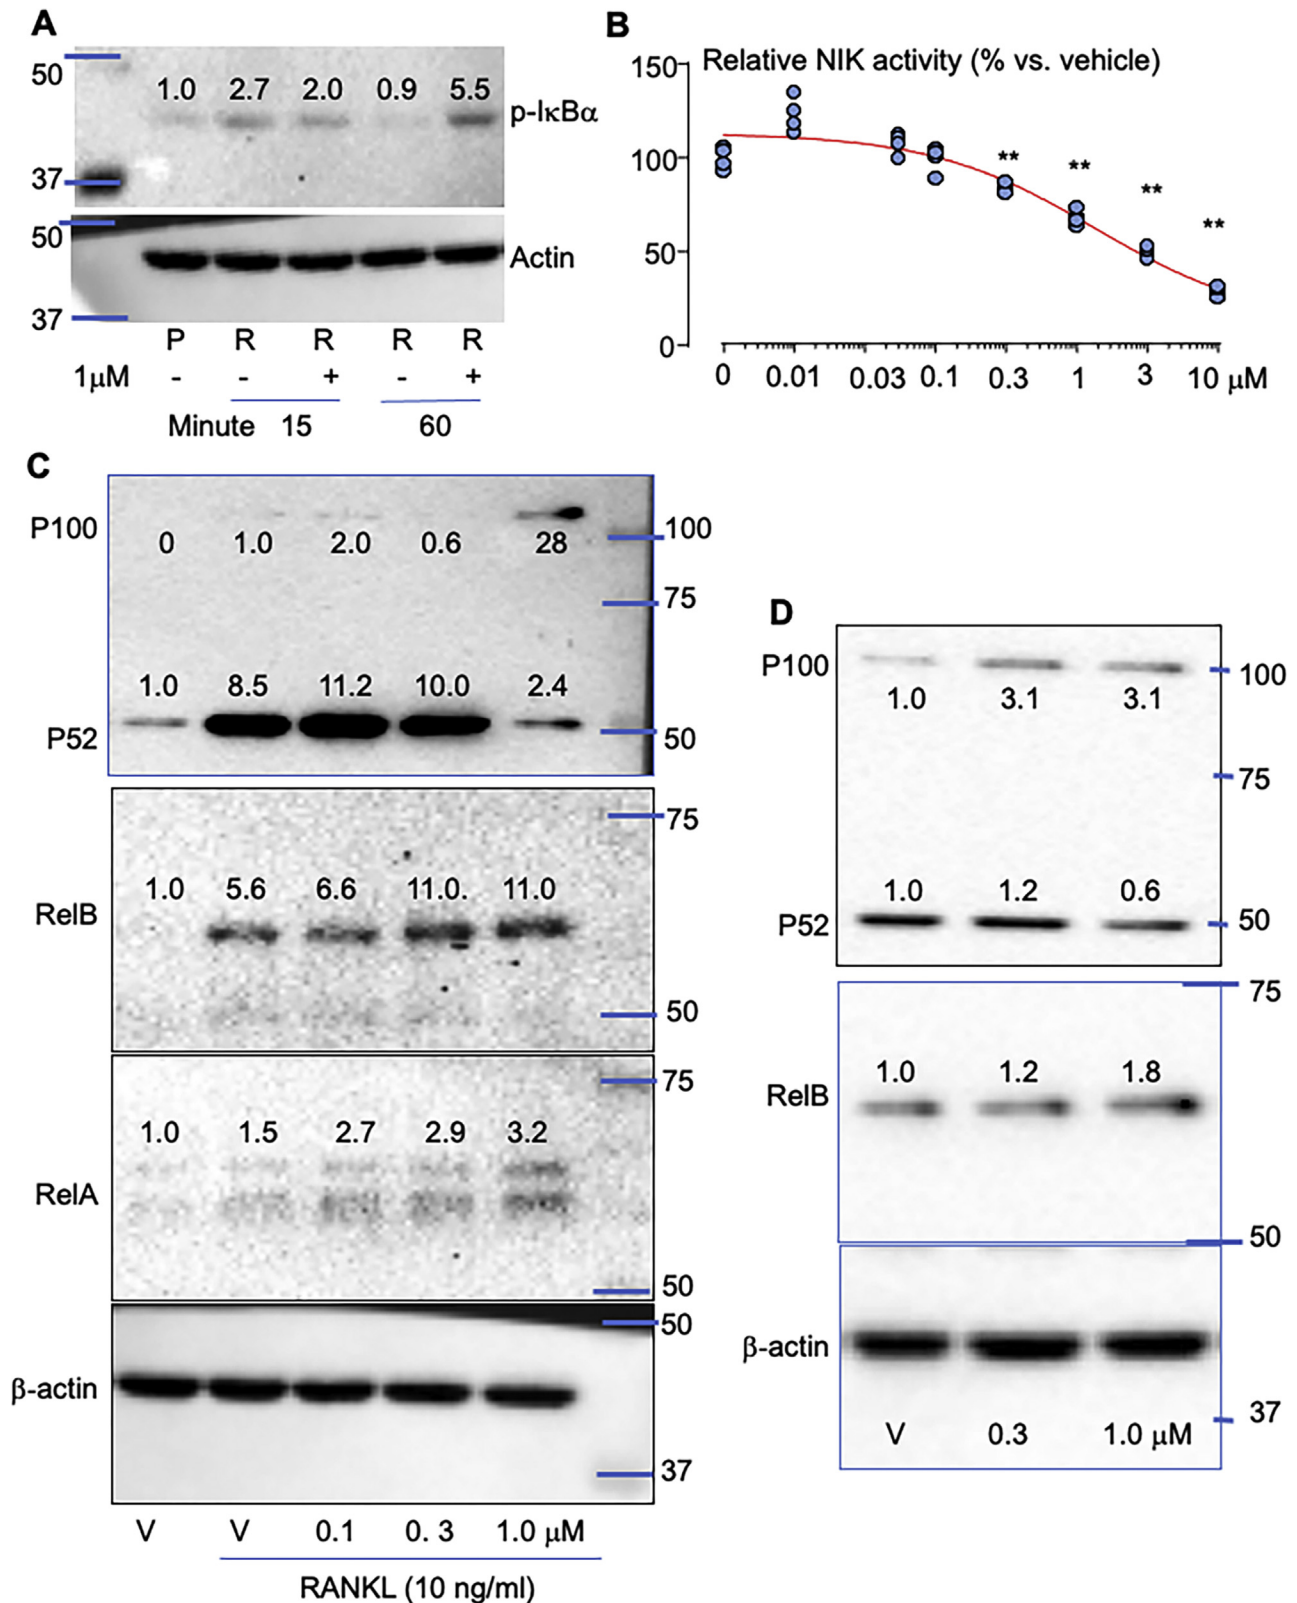 A
50
1.0 2.7 2.0 0.9 5.5
p-IκBα
37
50
Actin
37
P R R R R
1μM - - + - +
Minute 15 60
B
Relative NIK activity (% vs. vehicle)
150
100
50
0
** ** ** **
0 0.01 0.03 0.1 0.3 1 3 10 μM
C
P100
0 1.0 2.0 0.6 28
100
75
1.0 8.5 11.2 10.0 2.4
P52
50
75
1.0 5.6 6.6 11.0. 11.0
RelB
50
75
1.0 1.5 2.7 2.9 3.2
RelA
50
50
β-actin
37
V V 0.1 0. 3 1.0 μM
RANKL (10 ng/ml)
D
P100
100
1.0 3.1 3.1
75
1.0 1.2 0.6
P52
50
75
1.0 1.2 1.8
RelB
50
β-actin
37
V 0.3 1.0 μM